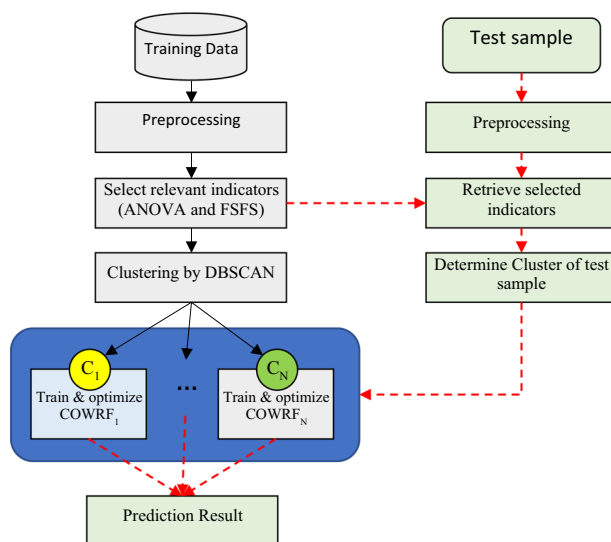 Training Data
Preprocessing
Select relevant indicators
(ANOVA and FSFS)
Clustering by DBSCAN
C1
Train & optimize
COWRF1
...
CN
Train & optimize
COWRFN
Prediction Result
Test sample
Preprocessing
Retrieve selected
indicators
Determine Cluster of test
sample